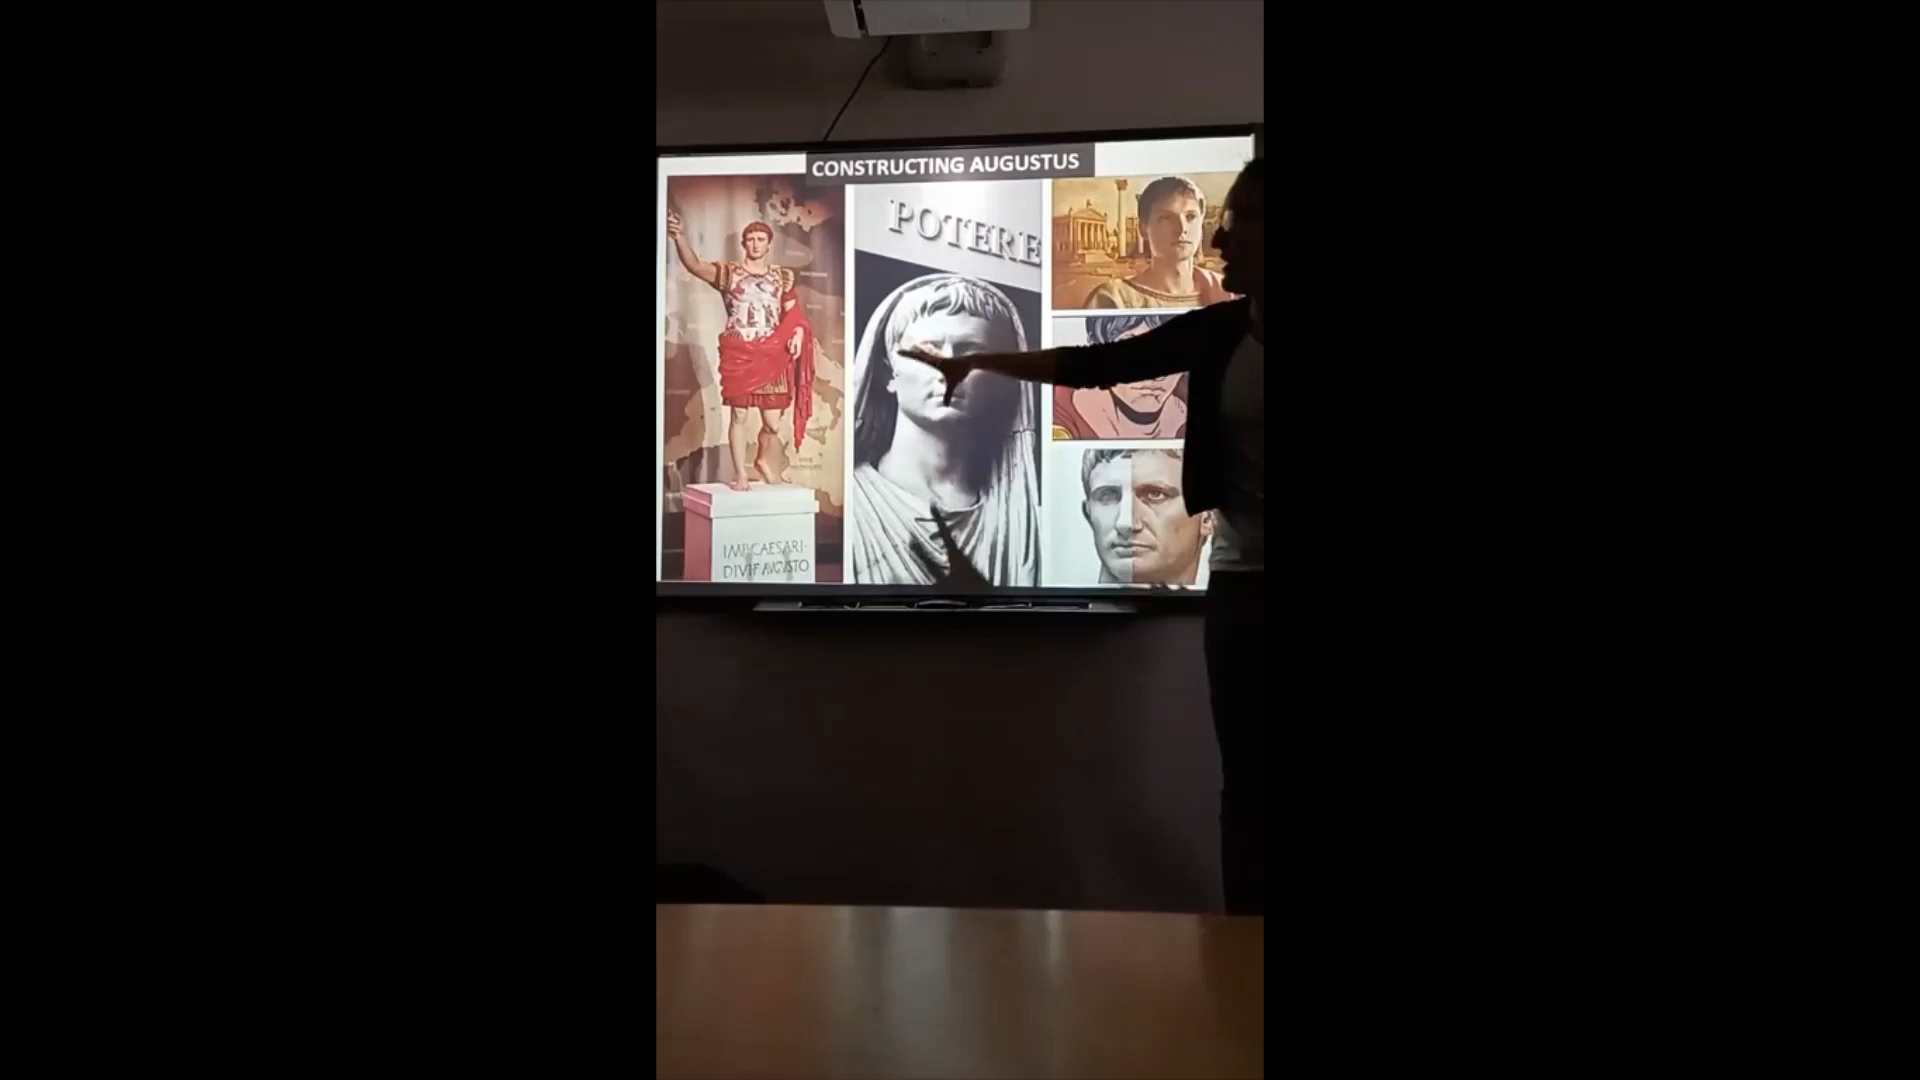 CONSTRUCTING AUGUSTUS
POTERE
IMP·CAESARI·
DIVI·F·AVGVSTO